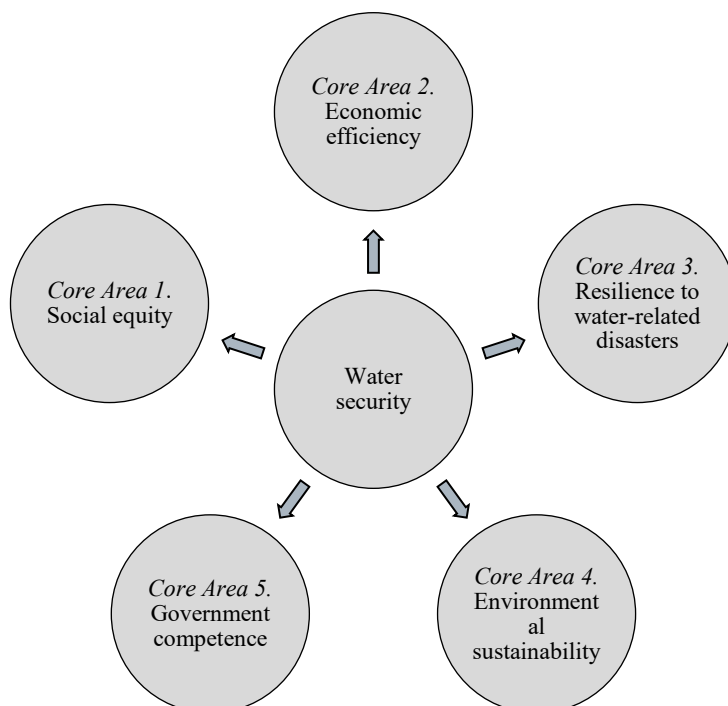 Core Area 2.
Economic
efficiency
Core Area 1.
Social equity
Core Area 3.
Resilience to
water-related
disasters
Water
security
Core Area 5.
Government
competence
Core Area 4.
Environment
al
sustainability